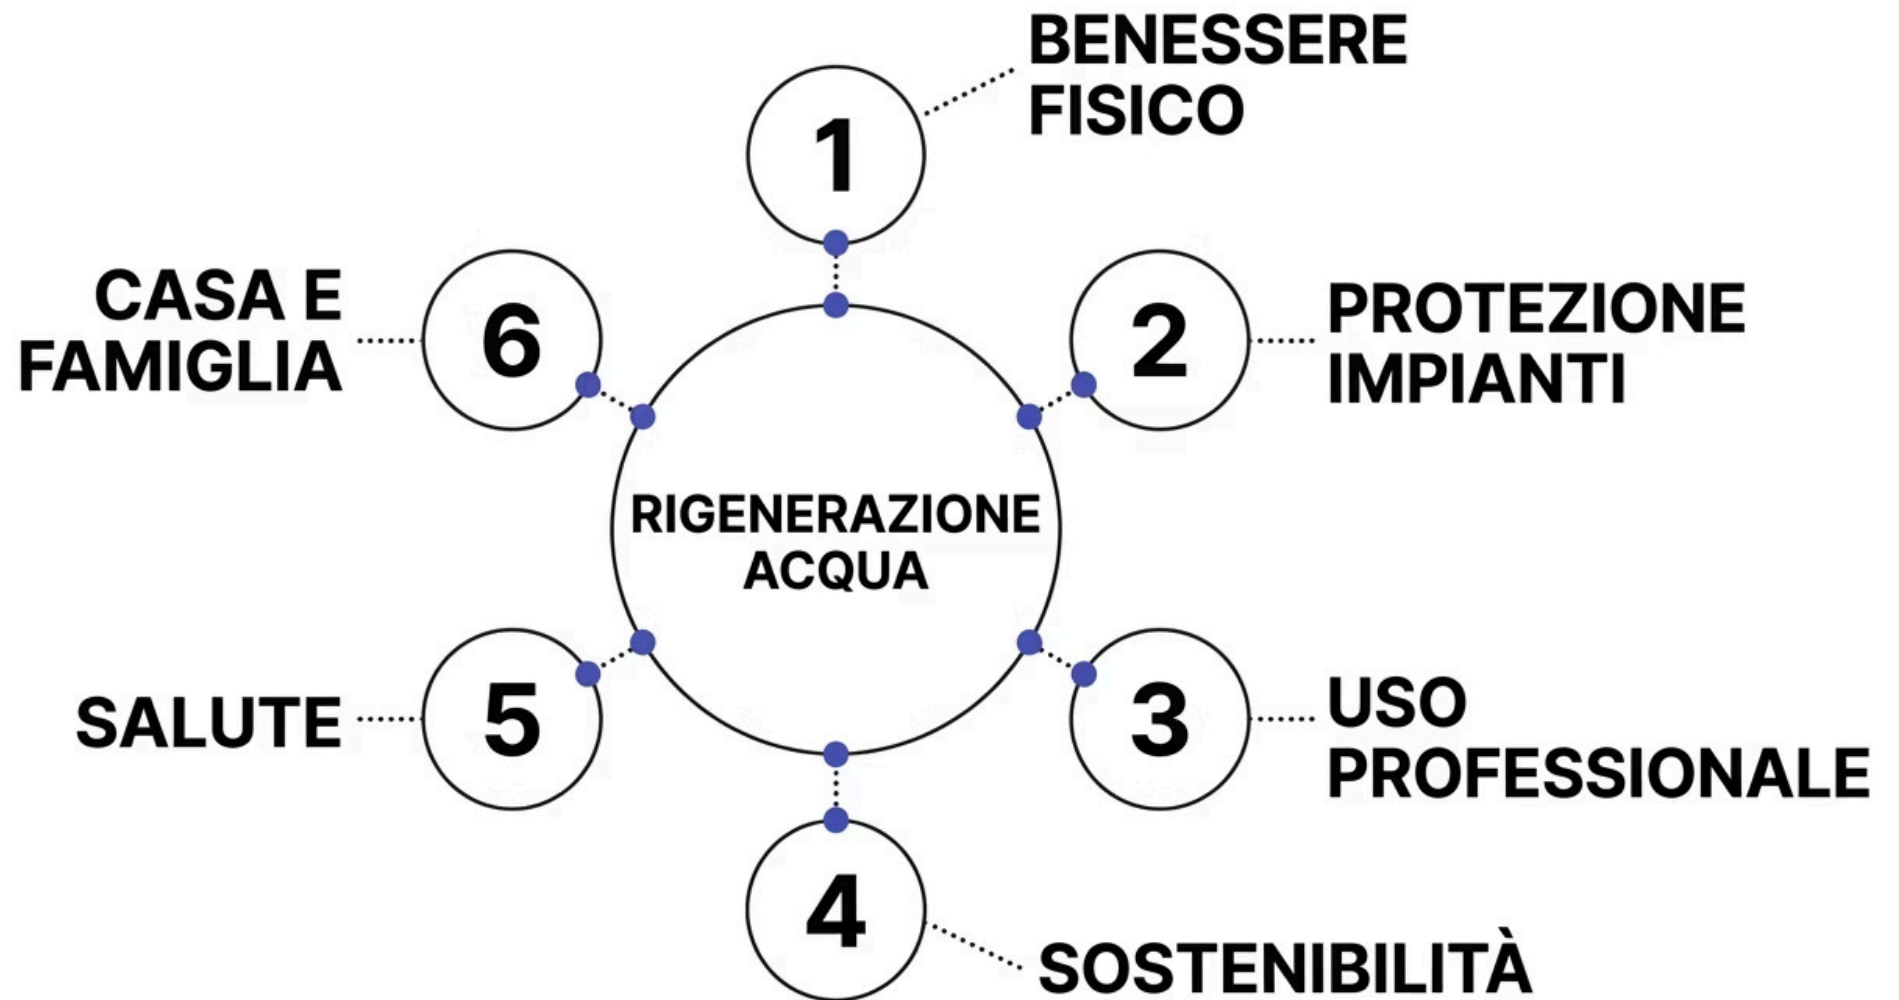 BENESSERE
FISICO
1
CASA E
FAMIGLIA
6
2
PROTEZIONE
IMPIANTI
RIGENERAZIONE
ACQUA
SALUTE
5
3
USO
PROFESSIONALE
4
SOSTENIBILITÀ